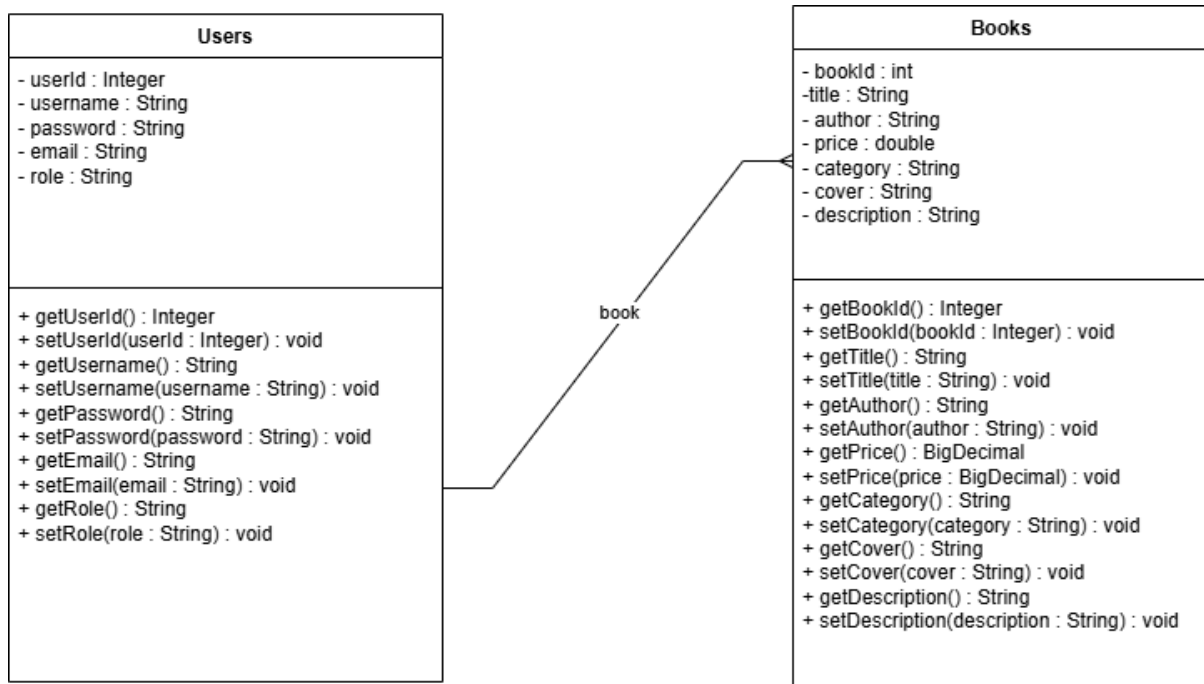 Users
- userId : Integer
- username : String
- password : String
- email : String
- role : String
+ getUserId() : Integer
+ setUserId(userId : Integer) : void
+ getUsername() : String
+ setUsername(username : String) : void
+ getPassword() : String
+ setPassword(password : String) : void
+ getEmail() : String
+ setEmail(email : String) : void
+ getRole() : String
+ setRole(role : String) : void
book
Books
- bookId : int
-title : String
- author : String
- price : double
- category : String
- cover : String
- description : String
+ getBookId() : Integer
+ setBookId(bookId : Integer) : void
+ getTitle() : String
+ setTitle(title : String) : void
+ getAuthor() : String
+ setAuthor(author : String) : void
+ getPrice() : BigDecimal
+ setPrice(price : BigDecimal) : void
+ getCategory() : String
+ setCategory(category : String) : void
+ getCover() : String
+ setCover(cover : String) : void
+ getDescription() : String
+ setDescription(description : String) : void